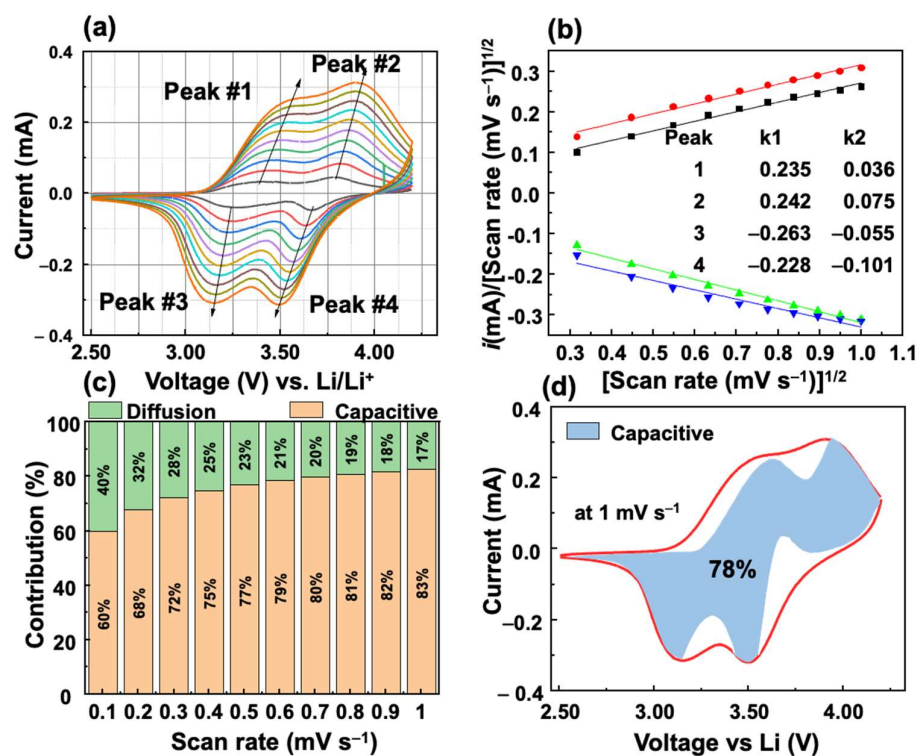 (a)
0.4
0.2
0.0
−0.2
−0.4
Current (mA)
Peak #1
Peak #2
Peak #3
Peak #4
2.50 3.00 3.50 4.00
Voltage (V) vs. Li/Li⁺
(b)
0.3
0.2
0.1
0.0
-0.1
-0.2
-0.3
i(mA)/[Scan rate (mV s⁻¹)]¹/²
Peak k1 k2
1 0.235 0.036
2 0.242 0.075
3 −0.263 −0.055
4 −0.228 −0.101
0.3 0.4 0.5 0.6 0.7 0.8 0.9 1.0 1.1
[Scan rate (mV s⁻¹)]¹/²
(c)
Diffusion Capacitive
100
80
60
40
20
0
Contribution (%)
40% 32% 28% 25% 23% 21% 20% 19% 18% 17%
60% 68% 72% 75% 77% 79% 80% 81% 82% 83%
0.1 0.2 0.3 0.4 0.5 0.6 0.7 0.8 0.9 1
Scan rate (mV s⁻¹)
(d)
0.4
0.2
0.0
−0.2
−0.4
Current (mA)
Capacitive
at 1 mV s⁻¹
78%
2.50 3.00 3.50 4.00
Voltage vs Li (V)